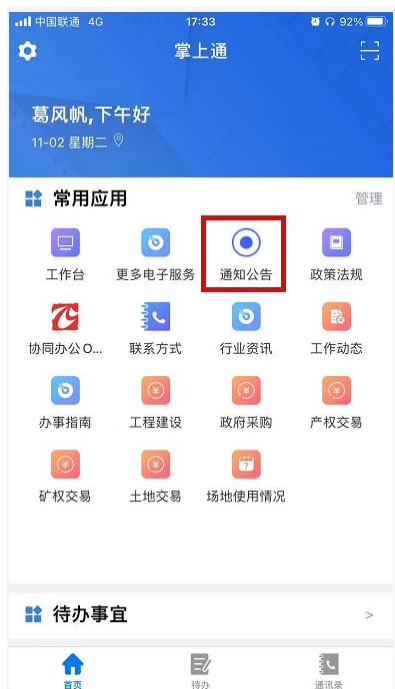 中国联通 4G 17:33 92%
掌上通
葛风帆,下午好
11-02 星期二
常用应用 管理
工作台 更多电子服务 通知公告 政策法规
协同办公O... 联系方式 行业资讯 工作动态
办事指南 工程建设 政府采购 产权交易
矿权交易 土地交易 场地使用情况
待办事宜 >
首页 待办 通讯录